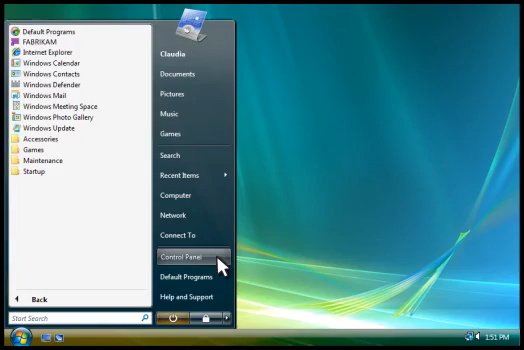 Default Programs
FABRIKAM
Internet Explorer
Windows Calendar
Windows Contacts
Windows Defender
Windows Mail
Windows Meeting Space
Windows Photo Gallery
Windows Update
Accessories
Games
Maintenance
Startup
Back
Start Search
Claudia
Documents
Pictures
Music
Games
Search
Recent Items
Computer
Network
Connect To
Control Panel
Default Programs
Help and Support
1:51 PM